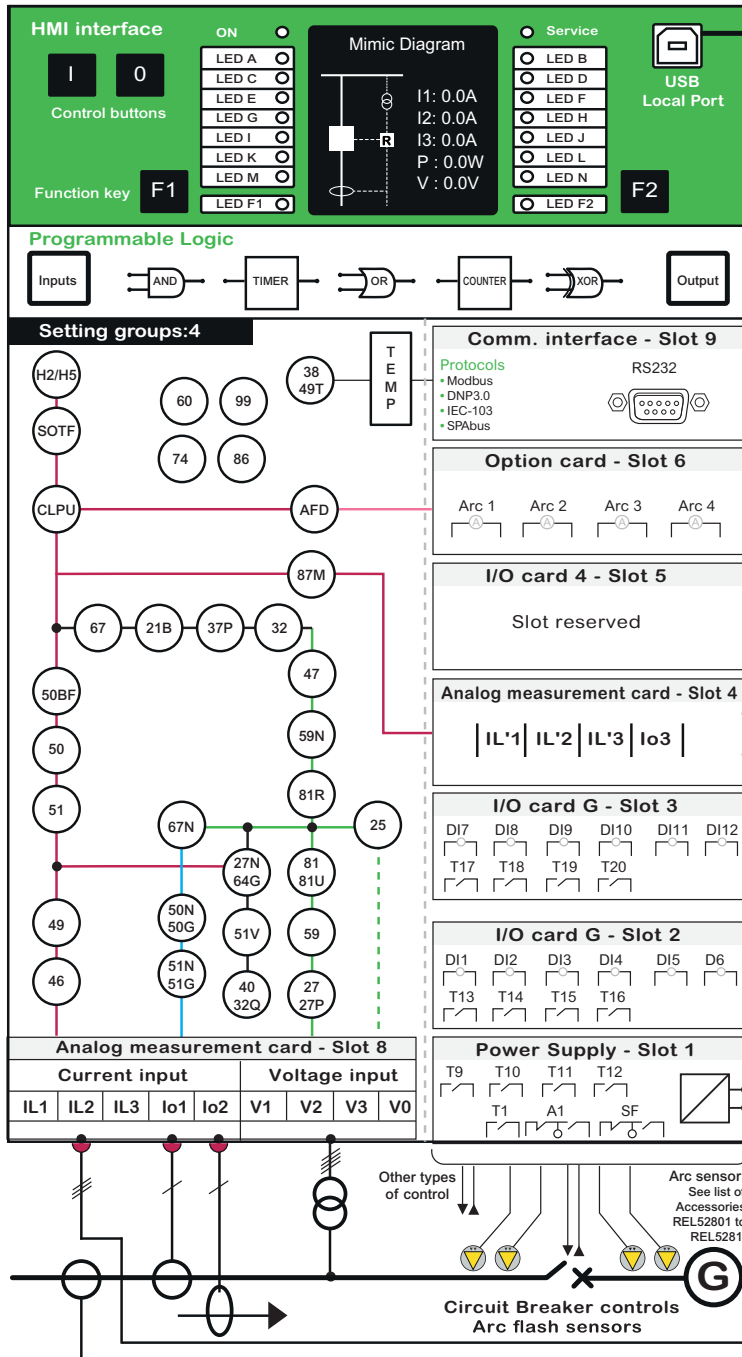 HMI interface
ON
Service
I
0
Control buttons
Function key
F1
LED A
LED C
LED E
LED G
LED I
LED K
LED M
LED F1
Mimic Diagram
I1: 0.0A
I2: 0.0A
I3: 0.0A
P : 0.0W
V : 0.0V
R
LED B
LED D
LED F
LED H
LED J
LED L
LED N
LED F2
F2
USB
Local Port
Programmable Logic
Inputs
AND
TIMER
OR
COUNTER
XOR
Output
Setting groups:4
H2/H5
SOTF
CLPU
60
99
74
86
38
49T
T
E
M
P
AFD
87M
67
21B
37P
32
47
59N
81R
50BF
50
51
67N
25
27N
64G
81
81U
49
50N
50G
51V
59
46
51N
51G
40
32Q
27
27P
Comm. interface - Slot 9
Protocols
• Modbus
• DNP3.0
• IEC-103
• SPAbus
RS232
Option card - Slot 6
Arc 1 Arc 2 Arc 3 Arc 4
A A A A
I/O card 4 - Slot 5
Slot reserved
Analog measurement card - Slot 4
IL'1 IL'2 IL'3 Io3
I/O card G - Slot 3
DI7 DI8 DI9 DI10 DI11 DI12
T17 T18 T19 T20
I/O card G - Slot 2
DI1 DI2 DI3 DI4 DI5 D6
T13 T14 T15 T16
Power Supply - Slot 1
T9 T10 T11 T12
T1 A1 SF
Analog measurement card - Slot 8
Current input Voltage input
IL1 IL2 IL3 Io1 Io2 V1 V2 V3 V0
Other types
of control
Arc sensor
See list of
Accessories
REL52801 to
REL5281
G
Circuit Breaker controls
Arc flash sensors